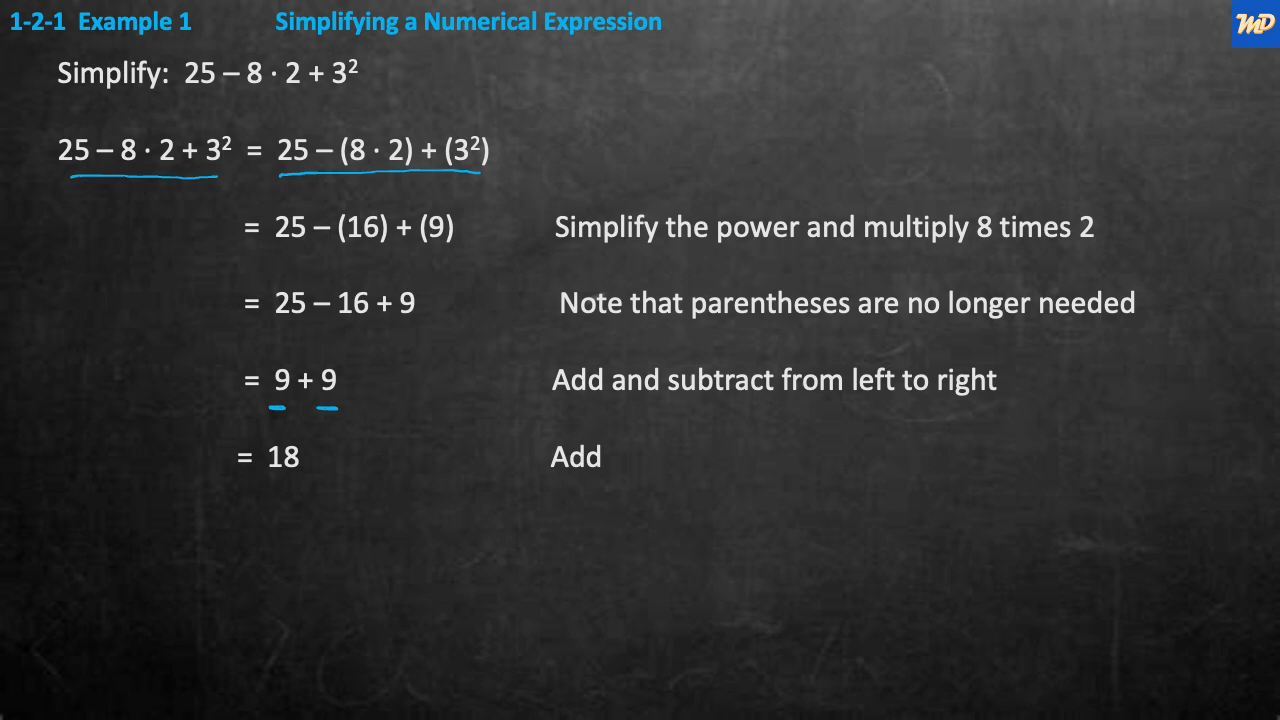 1-2-1 Example 1 Simplifying a Numerical Expression
MD
Simplify: 25 – 8 · 2 + 3²
25 – 8 · 2 + 3² = 25 – (8 · 2) + (3²)
= 25 – (16) + (9) Simplify the power and multiply 8 times 2
= 25 – 16 + 9 Note that parentheses are no longer needed
= 9 + 9 Add and subtract from left to right
= 18 Add